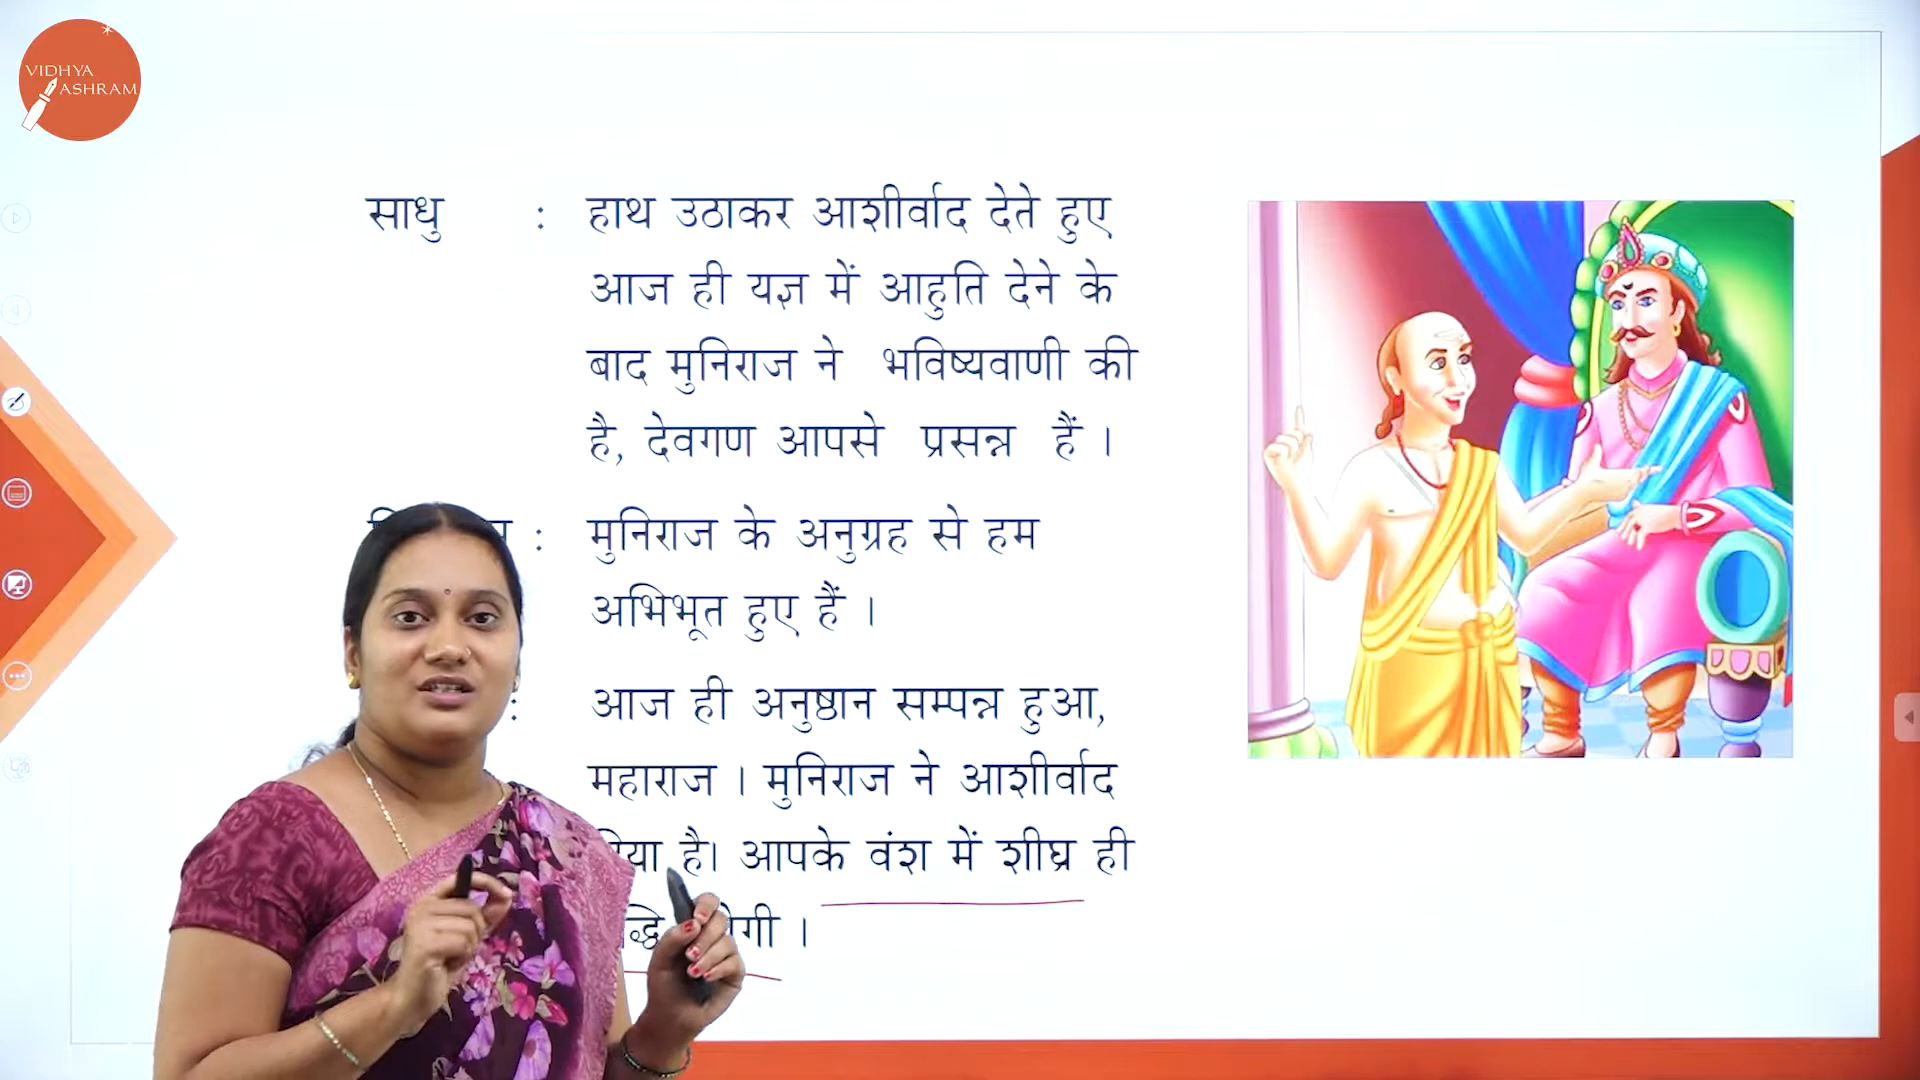 VIDHYA
ASHRAM
साधु : हाथ उठाकर आशीर्वाद देते हुए
आज ही यज्ञ में आहुति देने के
बाद मुनिराज ने भविष्यवाणी की
है, देवगण आपसे प्रसन्न हैं ।
: मुनिराज के अनुग्रह से हम
अभिभूत हुए हैं ।
: आज ही अनुष्ठान सम्पन्न हुआ,
महाराज । मुनिराज ने आशीर्वाद
है। आपके वंश में शीघ्र ही
।